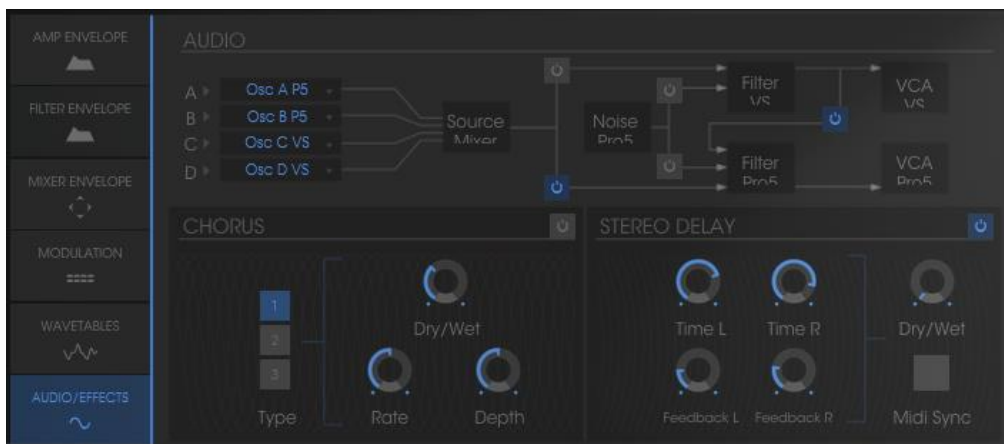 AMP ENVELOPE
FILTER ENVELOPE
MIXER ENVELOPE
MODULATION
WAVETABLES
AUDIO/EFFECTS
AUDIO
A Osc A P5
B Osc B P5
C Osc C VS
D Osc D VS
Source
Mixer
Noise
Pro5
Filter
VS
VCA
VS
Filter
Pro5
VCA
Pro5
CHORUS
1
2
3
Type
Dry/Wet
Rate
Depth
STEREO DELAY
Time L
Time R
Dry/Wet
Feedback L
Feedback R
Midi Sync